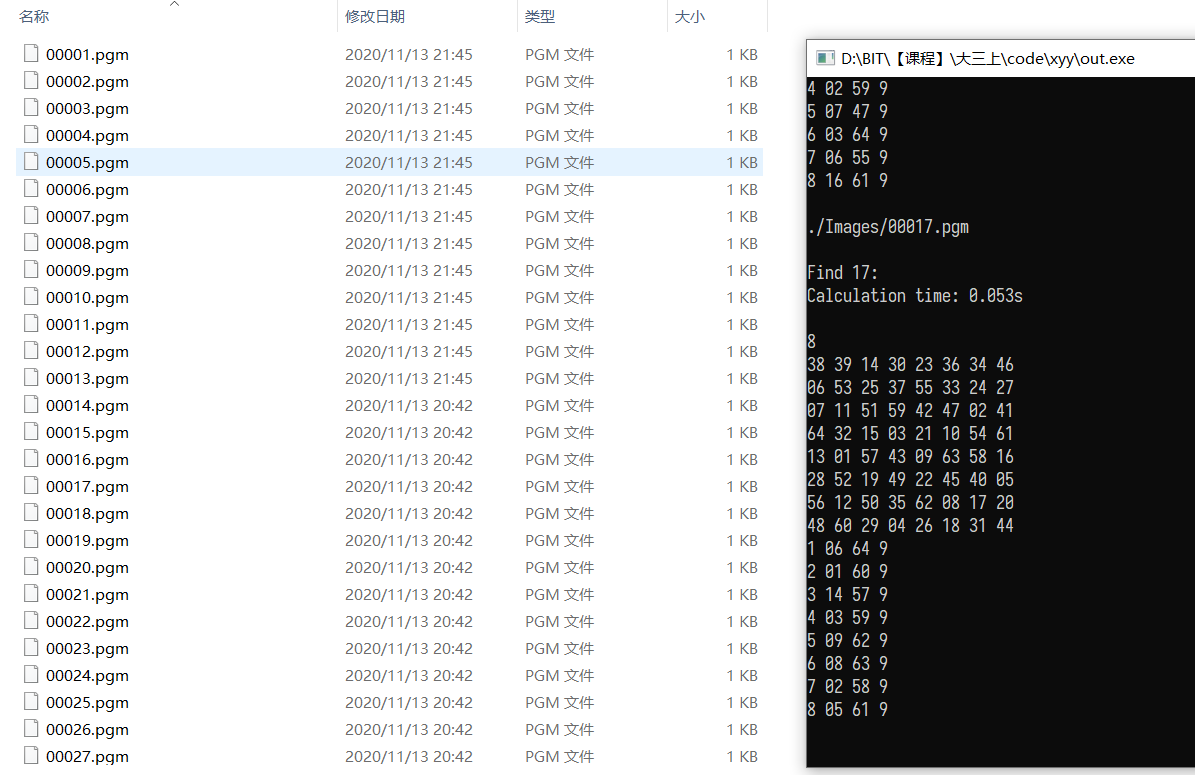 名称 修改日期 类型 大小
00001.pgm 2020/11/13 21:45 PGM 文件 1 KB
00002.pgm 2020/11/13 21:45 PGM 文件 1 KB
00003.pgm 2020/11/13 21:45 PGM 文件 1 KB
00004.pgm 2020/11/13 21:45 PGM 文件 1 KB
00005.pgm 2020/11/13 21:45 PGM 文件 1 KB
00006.pgm 2020/11/13 21:45 PGM 文件 1 KB
00007.pgm 2020/11/13 21:45 PGM 文件 1 KB
00008.pgm 2020/11/13 21:45 PGM 文件 1 KB
00009.pgm 2020/11/13 21:45 PGM 文件 1 KB
00010.pgm 2020/11/13 21:45 PGM 文件 1 KB
00011.pgm 2020/11/13 21:45 PGM 文件 1 KB
00012.pgm 2020/11/13 21:45 PGM 文件 1 KB
00013.pgm 2020/11/13 21:45 PGM 文件 1 KB
00014.pgm 2020/11/13 20:42 PGM 文件 1 KB
00015.pgm 2020/11/13 20:42 PGM 文件 1 KB
00016.pgm 2020/11/13 20:42 PGM 文件 1 KB
00017.pgm 2020/11/13 20:42 PGM 文件 1 KB
00018.pgm 2020/11/13 20:42 PGM 文件 1 KB
00019.pgm 2020/11/13 20:42 PGM 文件 1 KB
00020.pgm 2020/11/13 20:42 PGM 文件 1 KB
00021.pgm 2020/11/13 20:42 PGM 文件 1 KB
00022.pgm 2020/11/13 20:42 PGM 文件 1 KB
00023.pgm 2020/11/13 20:42 PGM 文件 1 KB
00024.pgm 2020/11/13 20:42 PGM 文件 1 KB
00025.pgm 2020/11/13 20:42 PGM 文件 1 KB
00026.pgm 2020/11/13 20:42 PGM 文件 1 KB
00027.pgm 2020/11/13 20:42 PGM 文件 1 KB
D:\BIT\【课程】\大三上\code\xyy\out.exe
4 02 59 9
5 07 47 9
6 03 64 9
7 06 55 9
8 16 61 9
./Images/00017.pgm
Find 17:
Calculation time: 0.053s
8
38 39 14 30 23 36 34 46
06 53 25 37 55 33 24 27
07 11 51 59 42 47 02 41
64 32 15 03 21 10 54 61
13 01 57 43 09 63 58 16
28 52 19 49 22 45 40 05
56 12 50 35 62 08 17 20
48 60 29 04 26 18 31 44
1 06 64 9
2 01 60 9
3 14 57 9
4 03 59 9
5 09 62 9
6 08 63 9
7 02 58 9
8 05 61 9